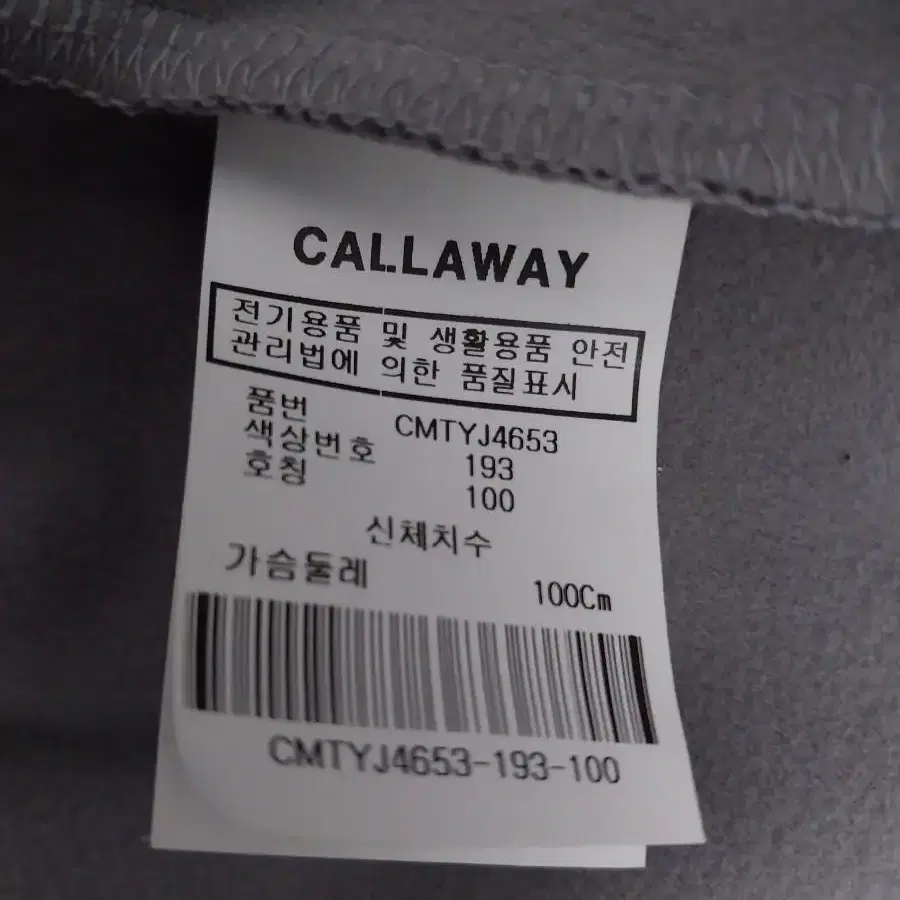 CALLAWAY
전기용품 및 생활용품 안전
관리법에 의한 품질표시
품번 CMTYJ4653
색상번호 193
호칭 100
신체치수
가슴둘레 100Cm
CMTYJ4653-193-100